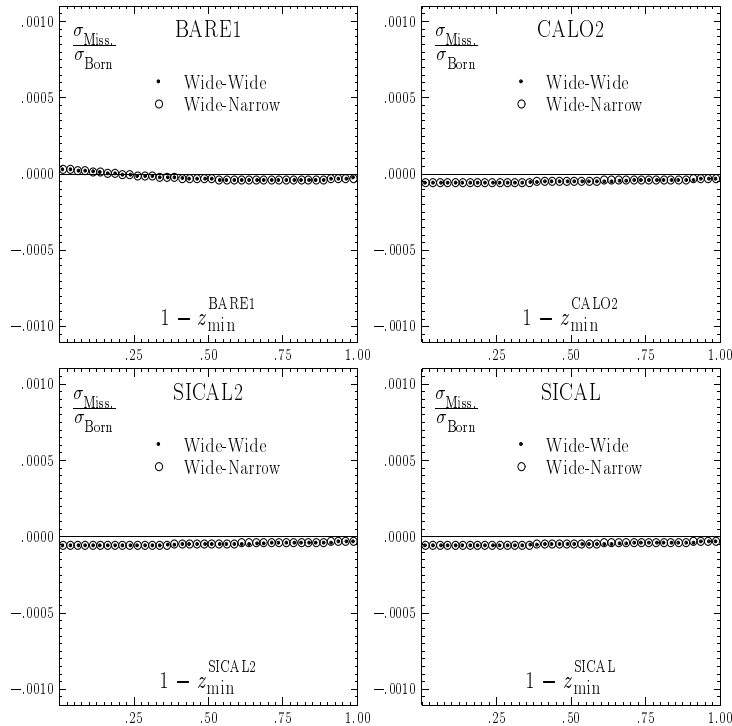 .0010
σMiss.
σBorn
BARE1
• Wide-Wide
○ Wide-Narrow
.0005
.0000
−.0005
−.0010
1 − z_min^BARE1
.25 .50 .75 1.00
σMiss.
σBorn
CALO2
• Wide-Wide
○ Wide-Narrow
.0010
.0005
.0000
−.0005
−.0010
1 − z_min^CALO2
.25 .50 .75 1.00
.0010
σMiss.
σBorn
SICAL2
• Wide-Wide
○ Wide-Narrow
.0005
.0000
−.0005
−.0010
1 − z_min^SICAL2
.25 .50 .75 1.00
.0010
σMiss.
σBorn
SICAL
• Wide-Wide
○ Wide-Narrow
.0005
.0000
−.0005
−.0010
1 − z_min^SICAL
.25 .50 .75 1.00